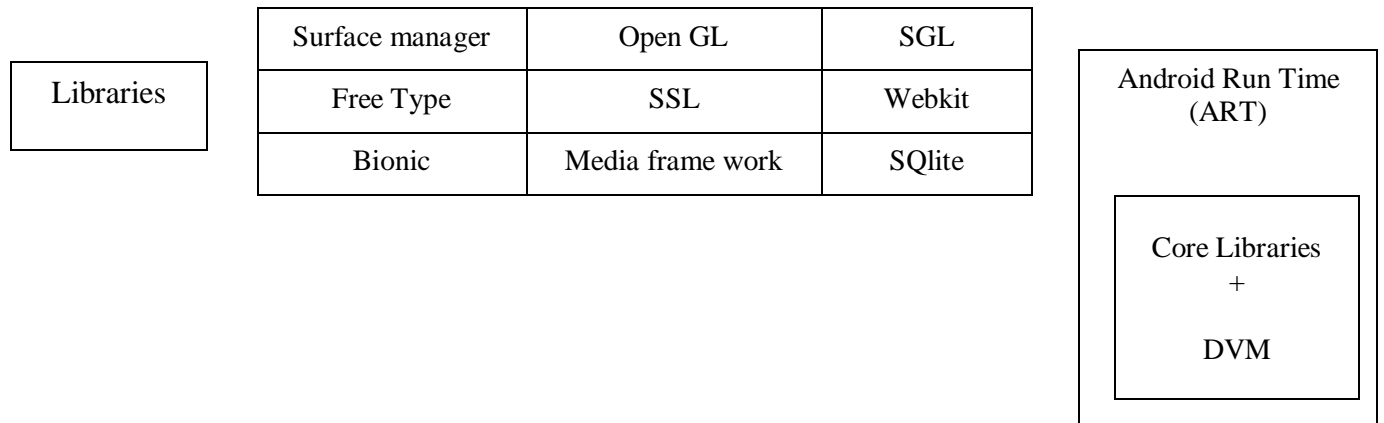 Libraries
Surface manager Open GL SGL
Free Type SSL Webkit
Bionic Media frame work SQlite
Android Run Time
(ART)
Core Libraries
+
DVM